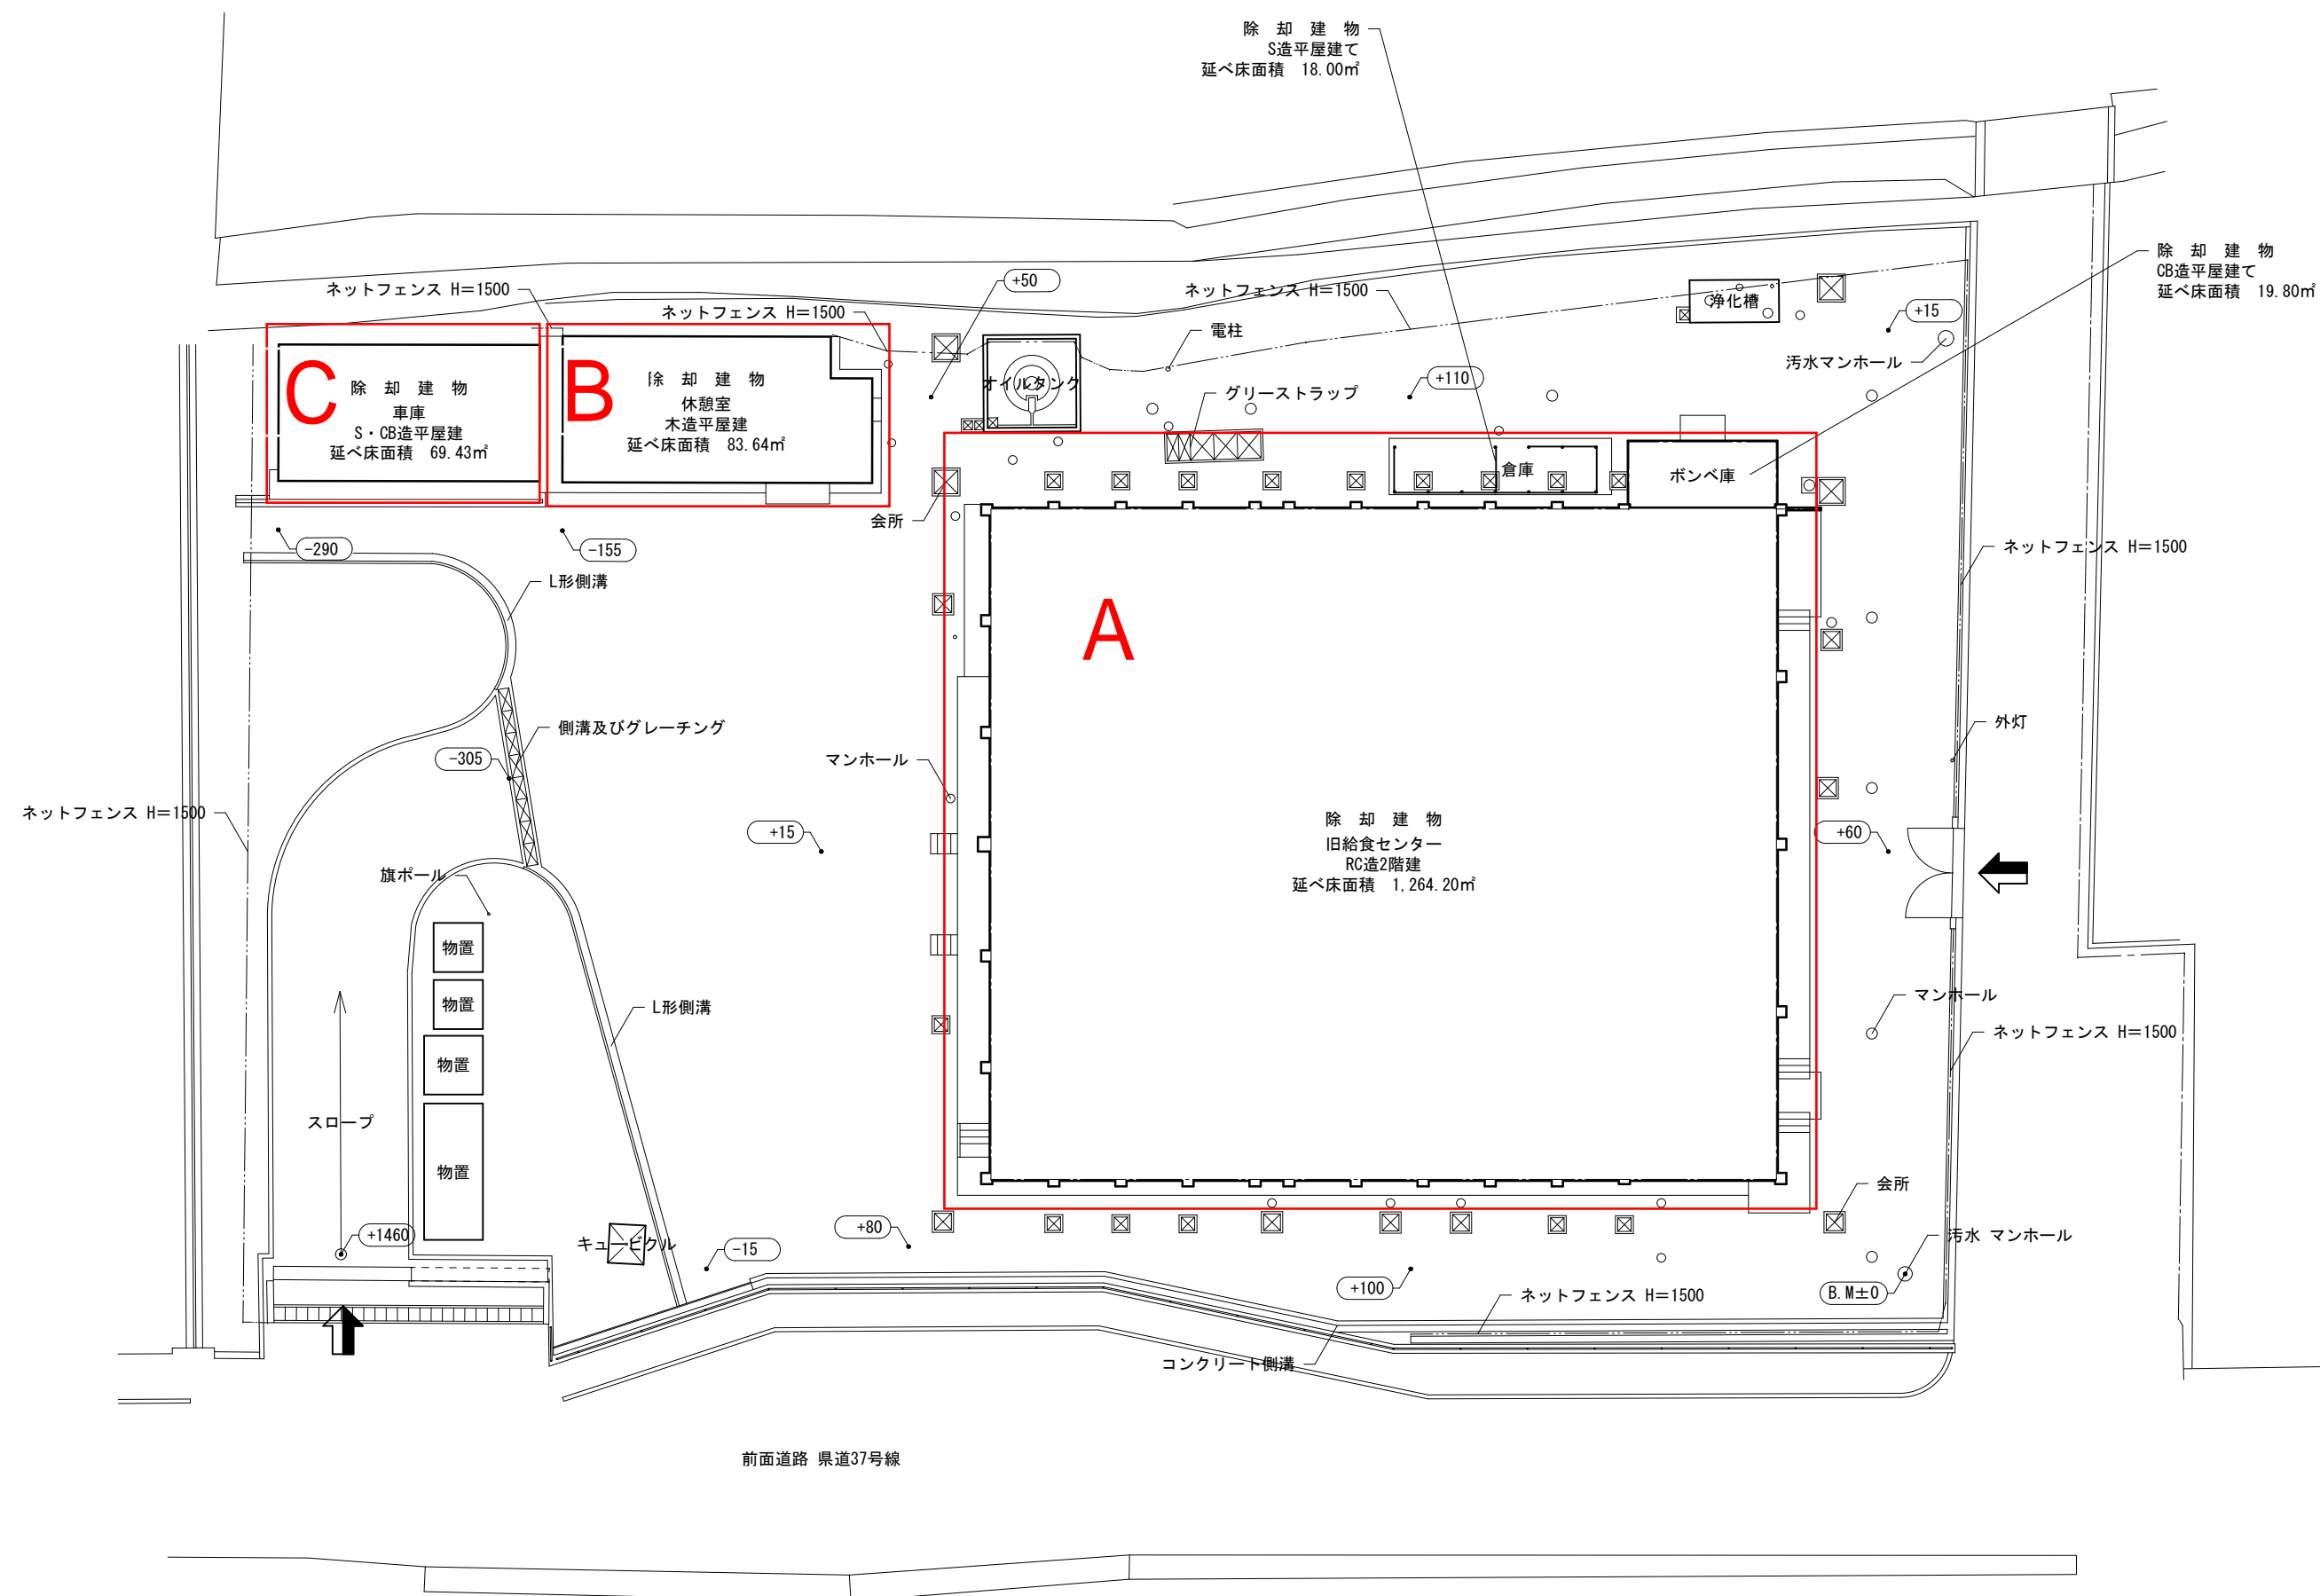 除 却 建 物
S造平屋建て
延べ床面積 18.00㎡
除 却 建 物
CB造平屋建て
延べ床面積 19.80㎡
ネットフェンス H=1500
+50
ネットフェンス H=1500
ネットフェンス H=1500
電柱
浄化槽
+15
汚水マンホール
C
除 却 建 物
車庫
S・CB造平屋建
延べ床面積 69.43㎡
B
除 却 建 物
休憩室
木造平屋建
延べ床面積 83.64㎡
オイルタンク
グリーストラップ
+110
倉庫
ボンベ庫
会所
-290
-155
L形側溝
ネットフェンス H=1500
A
側溝及びグレーチング
-305
マンホール
外灯
ネットフェンス H=1500
+15
除 却 建 物
旧給食センター
RC造2階建
延べ床面積 1,264.20㎡
+60
旗ポール
物置
物置
物置
物置
L形側溝
マンホール
ネットフェンス H=1500
スロープ
会所
+1460
キュービクル
-15
+80
汚水 マンホール
+100
B.M±0
ネットフェンス H=1500
コンクリート側溝
前面道路 県道37号線